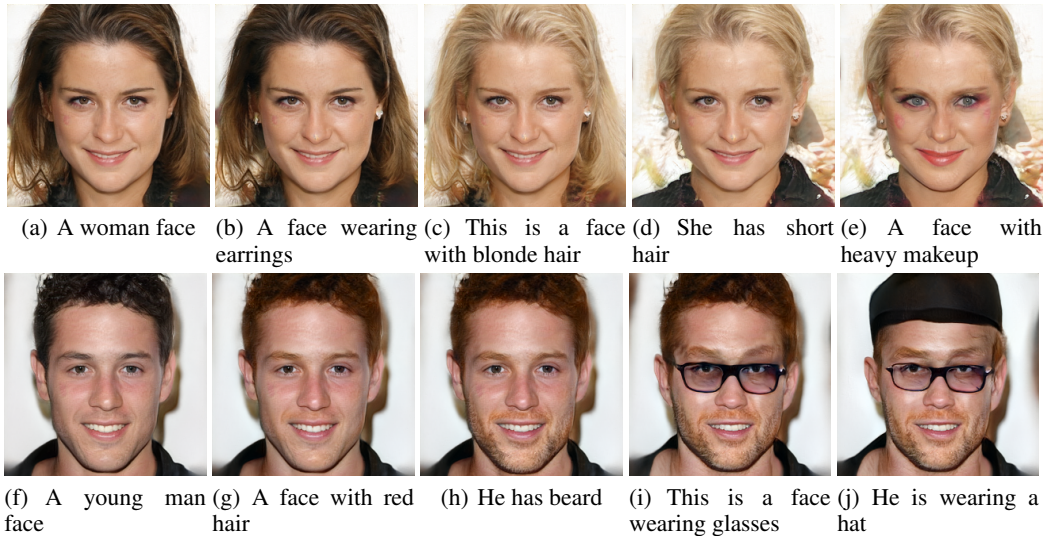 (a) A woman face
(b) A face wearing
earrings
(c) This is a face
with blonde hair
(d) She has short
hair
(e) A face with
heavy makeup
(f) A young man
face
(g) A face with red
hair
(h) He has beard
(i) This is a face
wearing glasses
(j) He is wearing a
hat